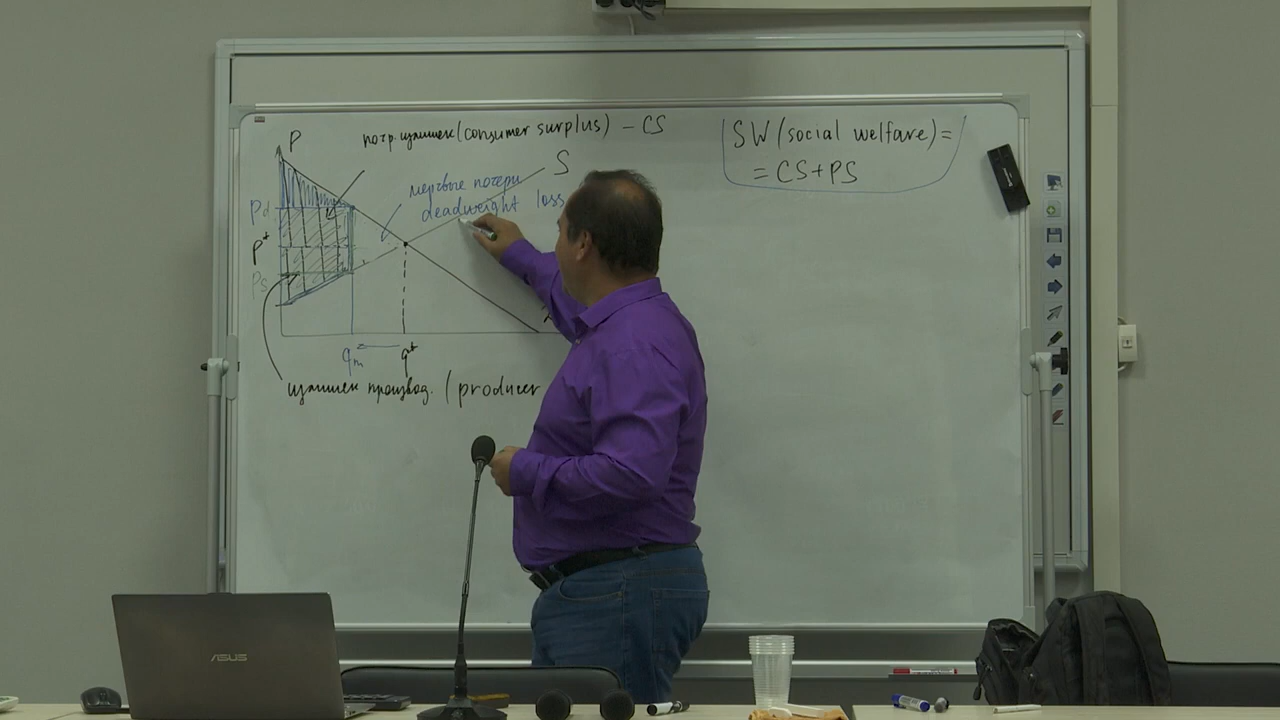 P
потр. излишек (consumer surplus) – CS
SW (social welfare) =
= CS+PS
S
мертвые потери
deadweight loss
Pd
P*
Ps
qm
q*
излишек производ. (producer
ASUS